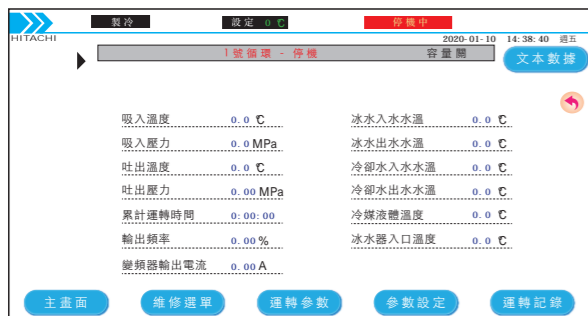 製冷 設定 0 ℃ 停機中
HITACHI 2020-01-10 14:38:40 週五
1號循環 - 停機 容量關 文本數據
吸入溫度 0.0 ℃ 冰水入水水溫 0.0 ℃
吸入壓力 0.0 MPa 冰水出水水溫 0.0 ℃
吐出溫度 0.0 ℃ 冷卻水入水水溫 0.0 ℃
吐出壓力 0.00 MPa 冷卻水出水水溫 0.0 ℃
累計運轉時間 0:00:00 冷媒液體溫度 0.0 ℃
輸出頻率 0.00 % 冰水器入口溫度 0.0 ℃
變頻器輸出電流 0.00 A
主畫面 維修選單 運轉參數 參數設定 運轉記錄